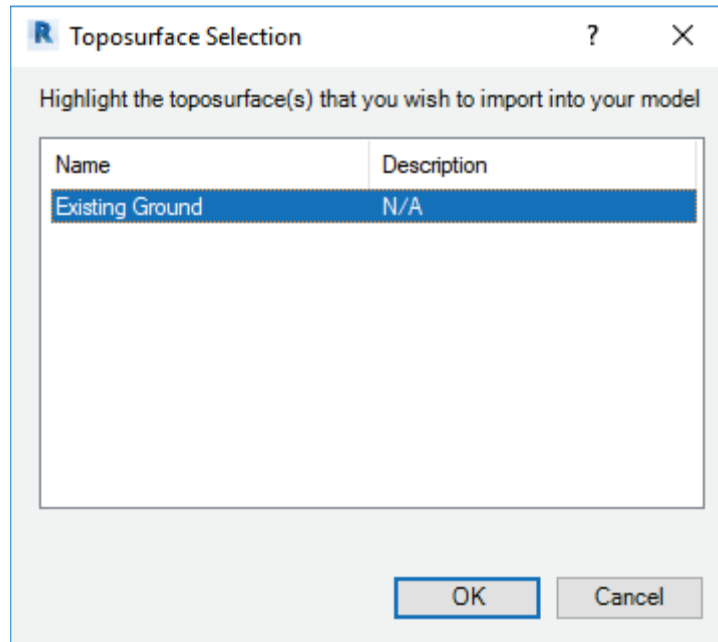 R Toposurface Selection ? ×
Highlight the toposurface(s) that you wish to import into your model
Name Description
Existing Ground N/A
OK Cancel